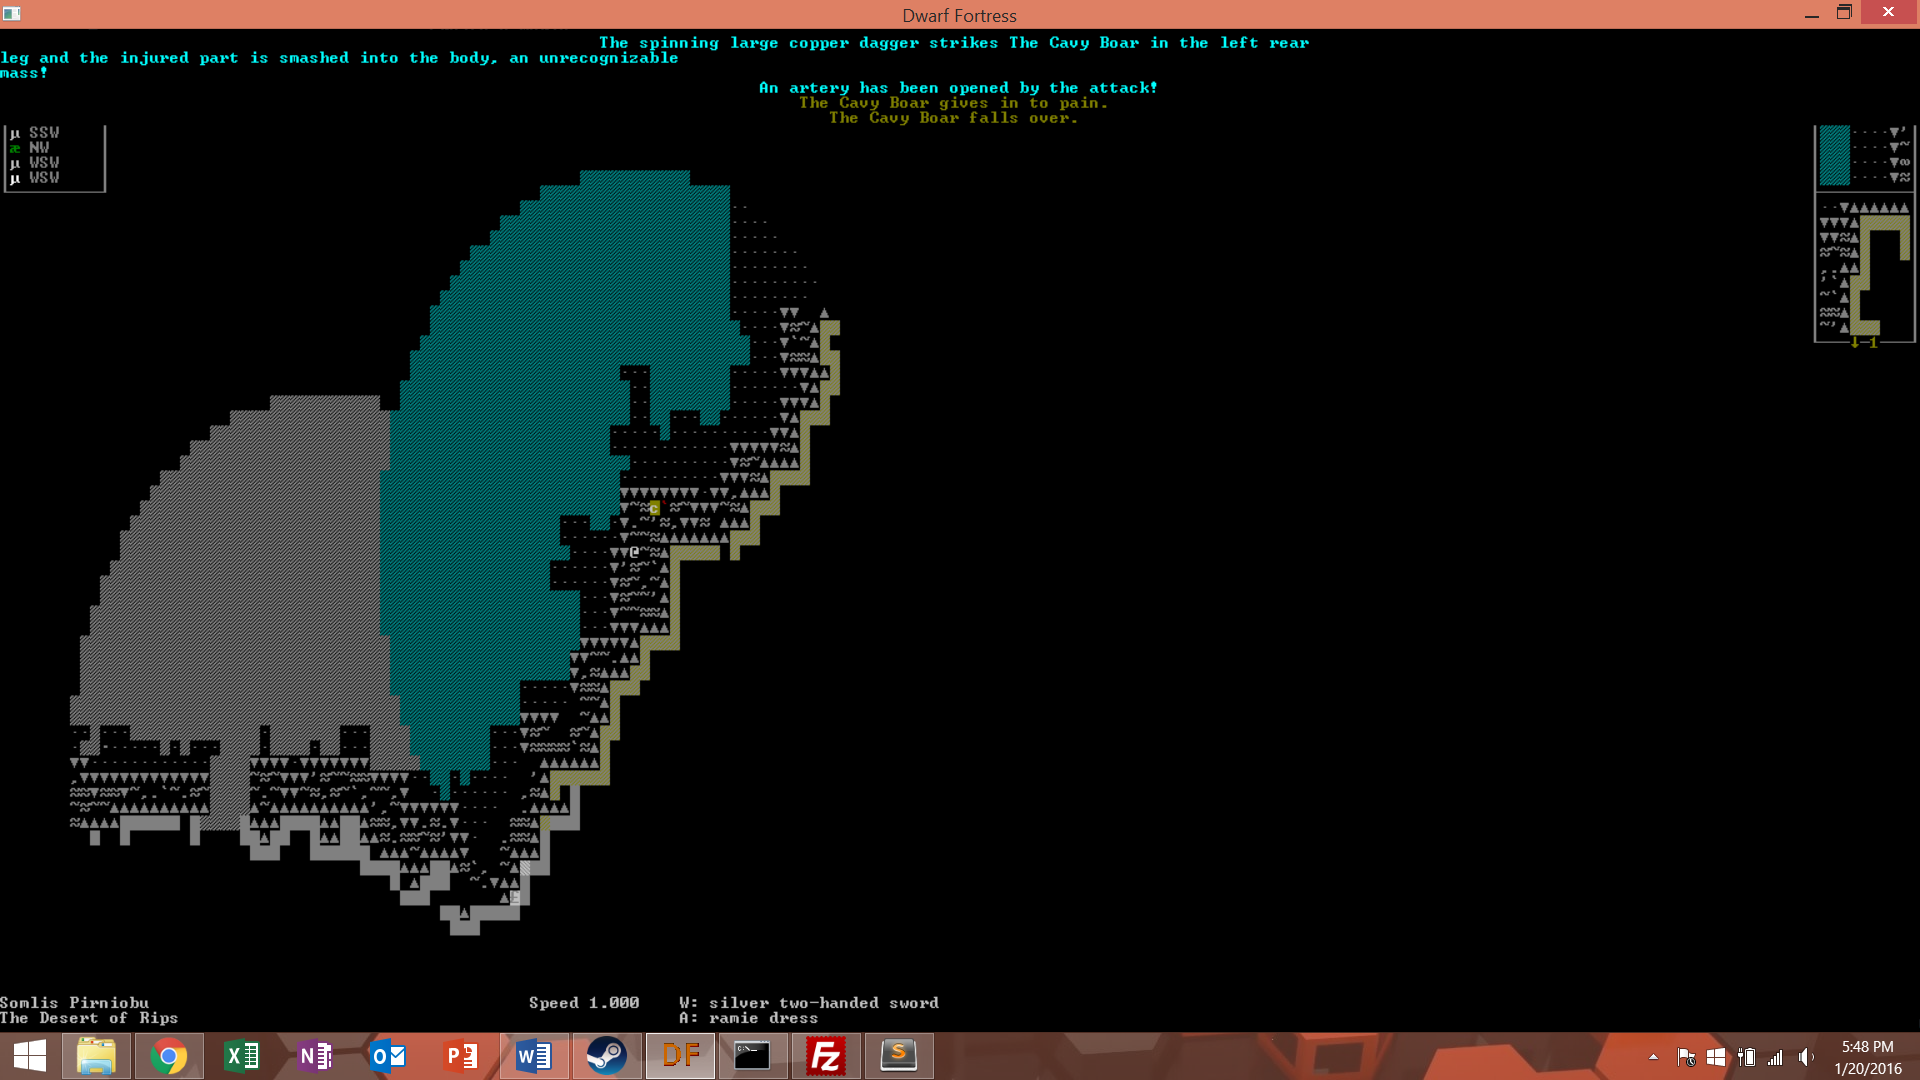 Dwarf Fortress
The spinning large copper dagger strikes The Cavy Boar in the left rear
leg and the injured part is smashed into the body, an unrecognizable
mass!
An artery has been opened by the attack!
The Cavy Boar gives in to pain.
The Cavy Boar falls over.
µ SSW
æ NW
µ WSW
µ WSW
↓ 1
Somlis Pirniobu
Speed 1.000
W: silver two-handed sword
The Desert of Rips
A: ramie dress
5:48 PM
1/20/2016
DF